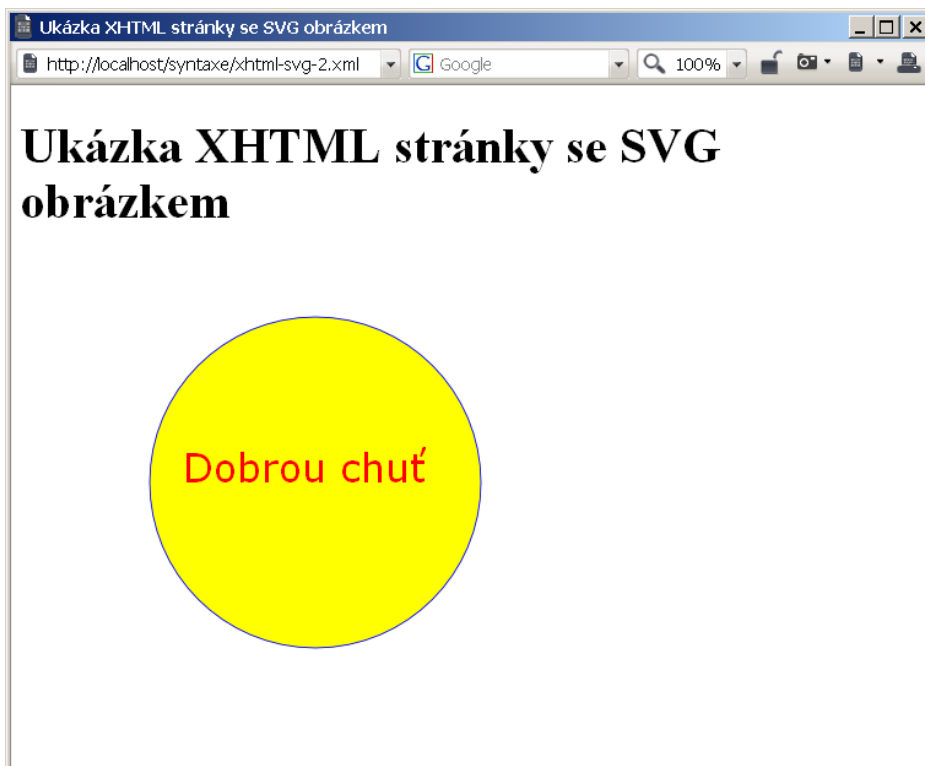 Ukázka XHTML stránky se SVG obrázkem
http://localhost/syntaxe/xhtml-svg-2.xml G Google 100%
Ukázka XHTML stránky se SVG
obrázkem
Dobrou chuť